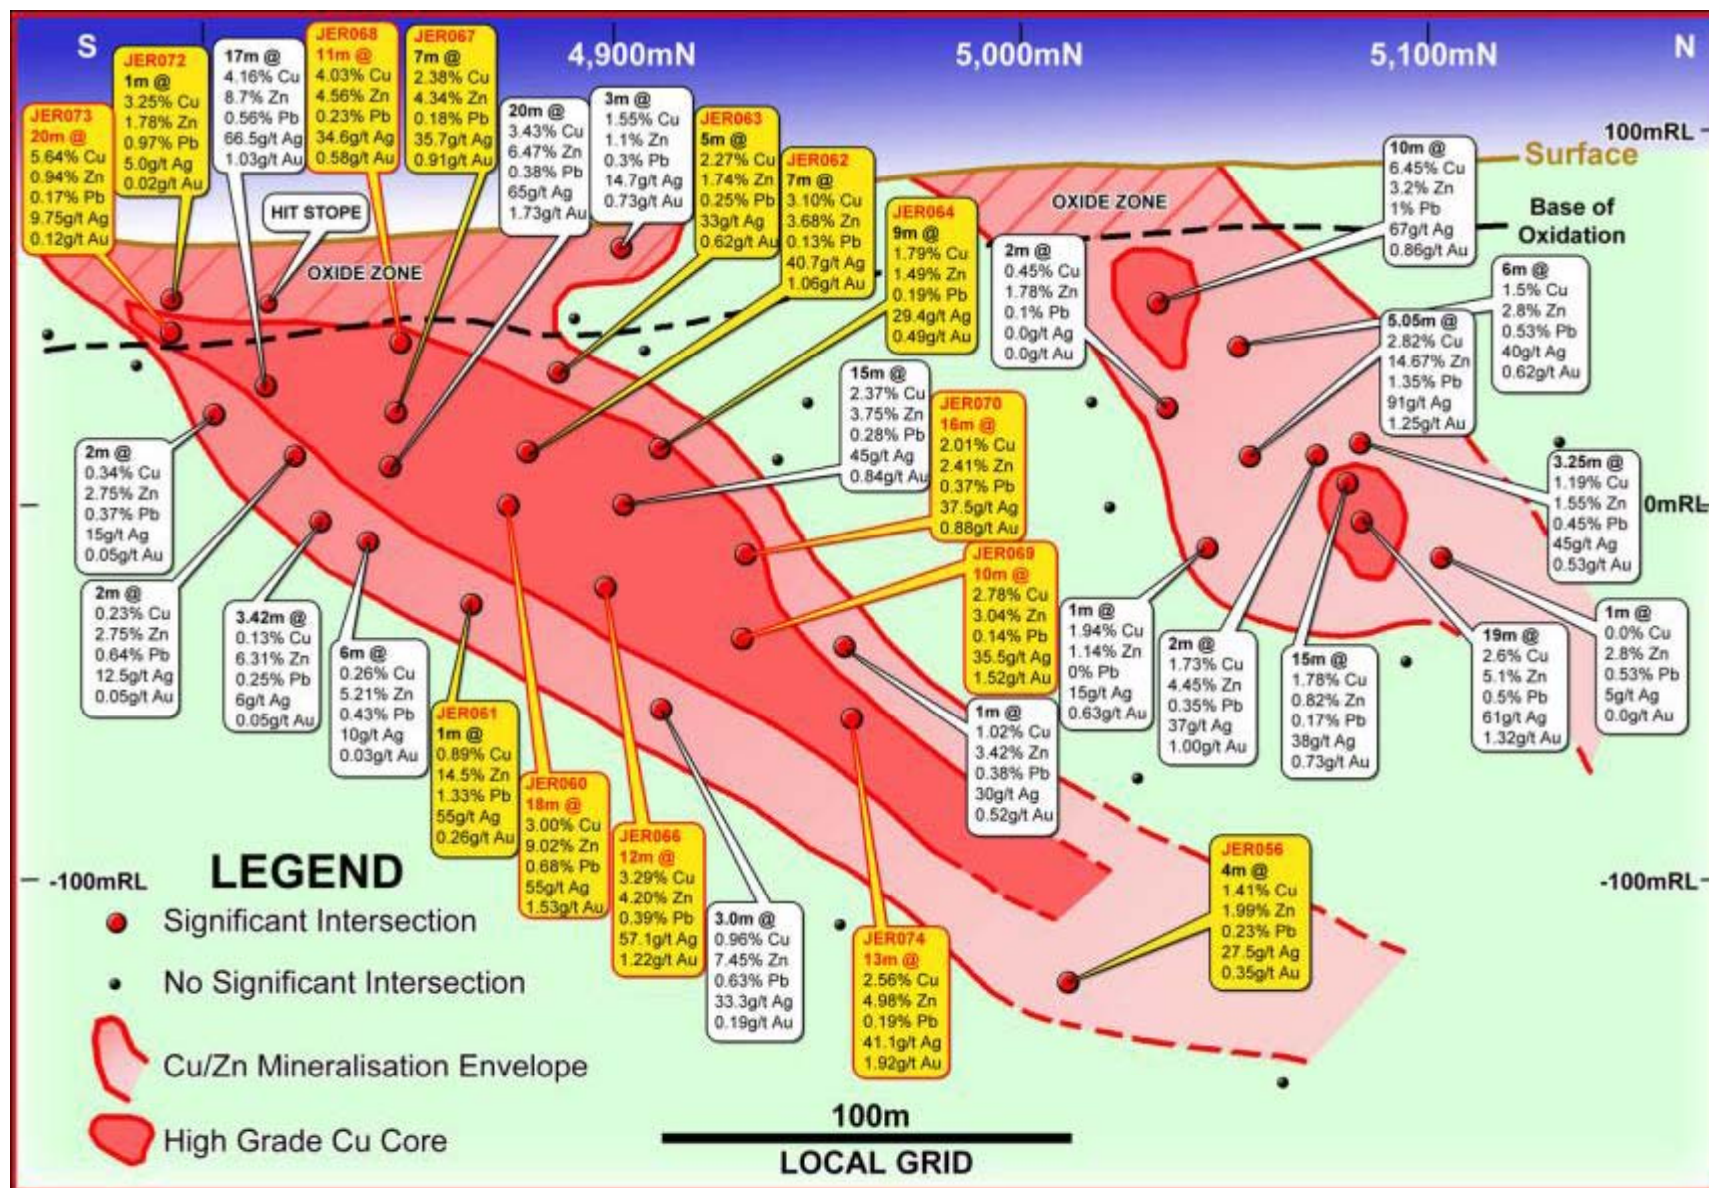 S
4,900mN
5,000mN
5,100mN
N
JER073
20m @
5.64% Cu
0.94% Zn
0.17% Pb
9.75g/t Ag
0.12g/t Au
JER072
1m @
3.25% Cu
1.78% Zn
0.97% Pb
5.0g/t Ag
0.02g/t Au
17m @
4.16% Cu
8.7% Zn
0.56% Pb
66.5g/t Ag
1.03g/t Au
JER068
11m @
4.03% Cu
4.56% Zn
0.23% Pb
34.6g/t Ag
0.58g/t Au
JER067
7m @
2.38% Cu
4.34% Zn
0.18% Pb
35.7g/t Ag
0.91g/t Au
20m @
3.43% Cu
6.47% Zn
0.38% Pb
65g/t Ag
1.73g/t Au
3m @
1.55% Cu
1.1% Zn
0.3% Pb
14.7g/t Ag
0.73g/t Au
JER063
5m @
2.27% Cu
1.74% Zn
0.25% Pb
33g/t Ag
0.62g/t Au
JER062
7m @
3.10% Cu
3.68% Zn
0.13% Pb
40.7g/t Ag
1.06g/t Au
JER064
9m @
1.79% Cu
1.49% Zn
0.19% Pb
29.4g/t Ag
0.49g/t Au
HIT STOPE
OXIDE ZONE
OXIDE ZONE
100mRL
Surface
Base of
Oxidation
10m @
6.45% Cu
3.2% Zn
1% Pb
67g/t Ag
0.86g/t Au
2m @
0.45% Cu
1.78% Zn
0.1% Pb
0.0g/t Ag
0.0g/t Au
6m @
1.5% Cu
2.8% Zn
0.53% Pb
40g/t Ag
0.62g/t Au
5.05m @
2.82% Cu
14.67% Zn
1.35% Pb
91g/t Ag
1.25g/t Au
15m @
2.37% Cu
3.75% Zn
0.28% Pb
45g/t Ag
0.84g/t Au
JER070
16m @
2.01% Cu
2.41% Zn
0.37% Pb
37.5g/t Ag
0.88g/t Au
2m @
0.34% Cu
2.75% Zn
0.37% Pb
15g/t Ag
0.05g/t Au
3.25m @
1.19% Cu
1.55% Zn
0.45% Pb
45g/t Ag
0.53g/t Au
0mRL
JER069
10m @
2.78% Cu
3.04% Zn
0.14% Pb
35.5g/t Ag
1.52g/t Au
2m @
0.23% Cu
2.75% Zn
0.64% Pb
12.5g/t Ag
0.05g/t Au
3.42m @
0.13% Cu
6.31% Zn
0.25% Pb
6g/t Ag
0.05g/t Au
6m @
0.26% Cu
5.21% Zn
0.43% Pb
10g/t Ag
0.03g/t Au
JER061
1m @
0.89% Cu
14.5% Zn
1.33% Pb
55g/t Ag
0.26g/t Au
JER060
18m @
3.00% Cu
9.02% Zn
0.68% Pb
55g/t Ag
1.53g/t Au
JER066
12m @
3.29% Cu
4.20% Zn
0.39% Pb
57.1g/t Ag
1.22g/t Au
3.0m @
0.96% Cu
7.45% Zn
0.63% Pb
33.3g/t Ag
0.19g/t Au
JER074
13m @
2.56% Cu
4.98% Zn
0.19% Pb
41.1g/t Ag
1.92g/t Au
1m @
1.02% Cu
3.42% Zn
0.38% Pb
30g/t Ag
0.52g/t Au
1m @
1.94% Cu
1.14% Zn
0% Pb
15g/t Ag
0.63g/t Au
2m @
1.73% Cu
4.45% Zn
0.35% Pb
37g/t Ag
1.00g/t Au
15m @
1.78% Cu
0.82% Zn
0.17% Pb
38g/t Ag
0.73g/t Au
19m @
2.6% Cu
5.1% Zn
0.5% Pb
61g/t Ag
1.32g/t Au
1m @
0.0% Cu
2.8% Zn
0.53% Pb
5g/t Ag
0.0g/t Au
JER056
4m @
1.41% Cu
1.99% Zn
0.23% Pb
27.5g/t Ag
0.35g/t Au
-100mRL
-100mRL
LEGEND
Significant Intersection
No Significant Intersection
Cu/Zn Mineralisation Envelope
High Grade Cu Core
100m
LOCAL GRID